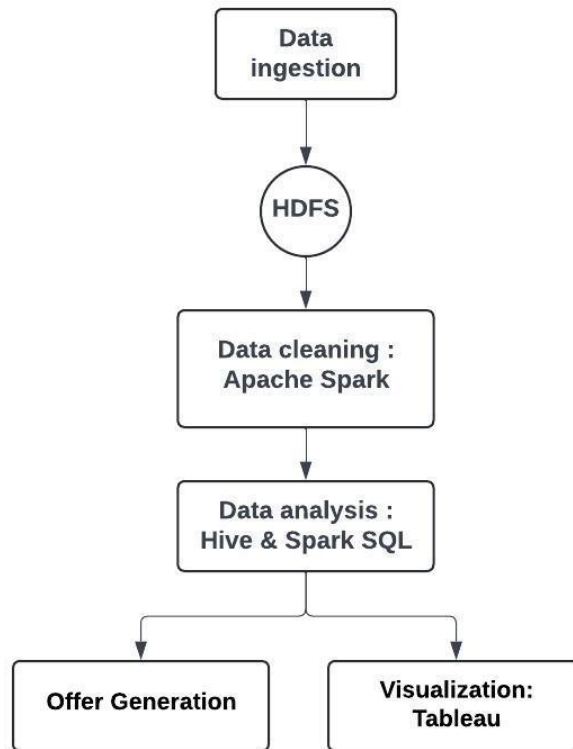 Data
ingestion
HDFS
Data cleaning :
Apache Spark
Data analysis :
Hive & Spark SQL
Offer Generation
Visualization:
Tableau